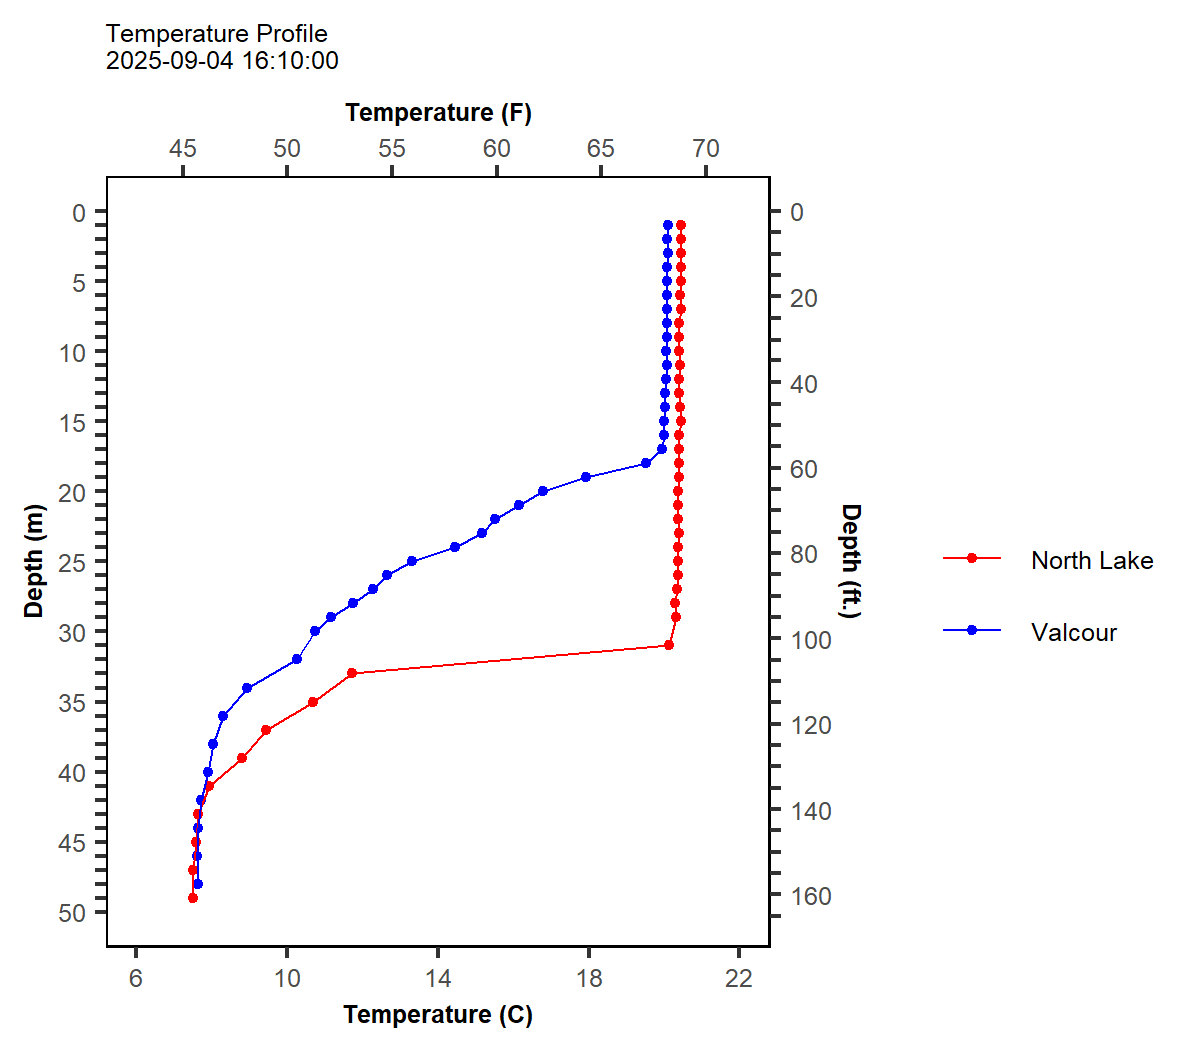 Temperature Profile
2025-09-04 16:10:00
Temperature (F)
45 50 55 60 65 70
0 0
5
20
10
40
15
60
20
Depth (m)
Depth (ft.)
25
80
North Lake
30
100
Valcour
35
120
40
140
45
160
50
6 10 14 18 22
Temperature (C)